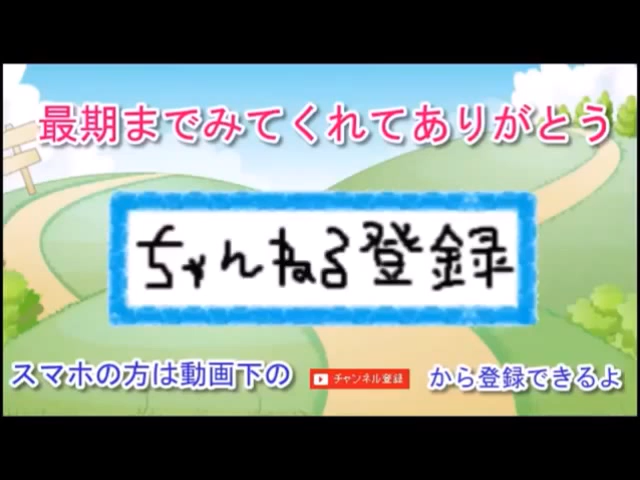 最期までみてくれてありがとう
ちゃんねる登録
スマホの方は動画下の チャンネル登録 から登録できるよ